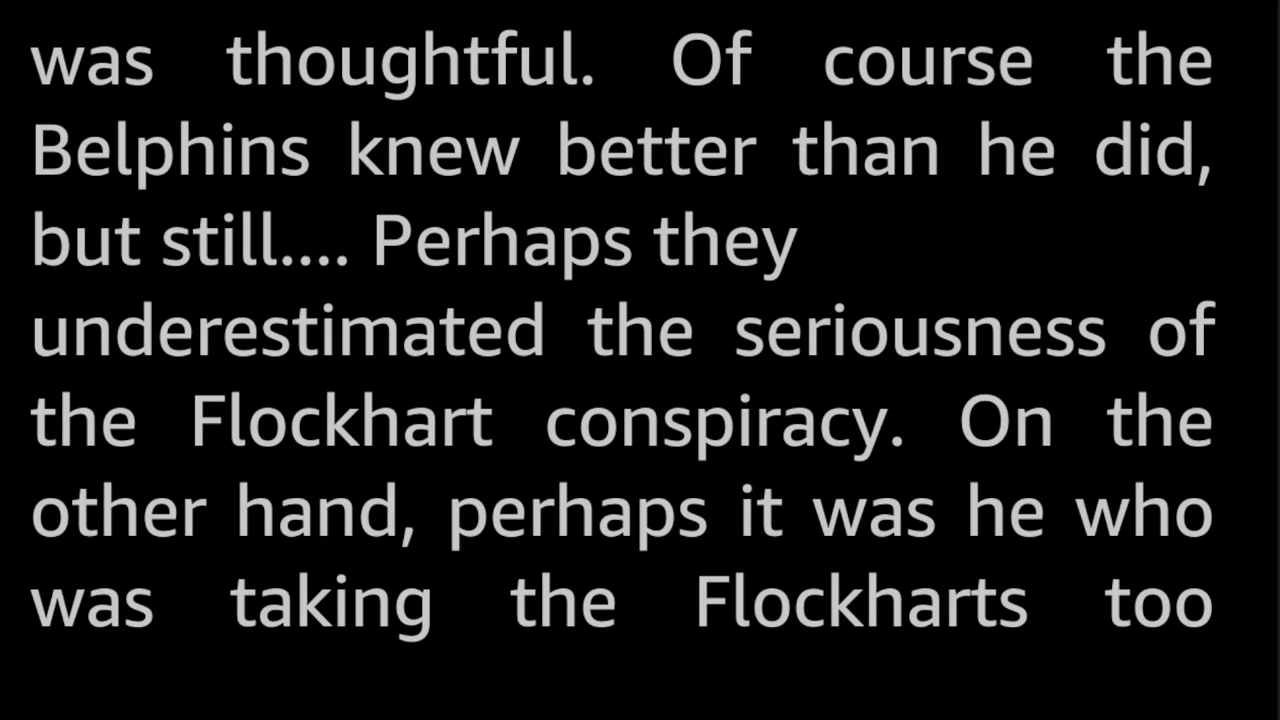 was thoughtful. Of course the
Belphins knew better than he did,
but still.... Perhaps they
underestimated the seriousness of
the Flockhart conspiracy. On the
other hand, perhaps it was he who
was taking the Flockharts too